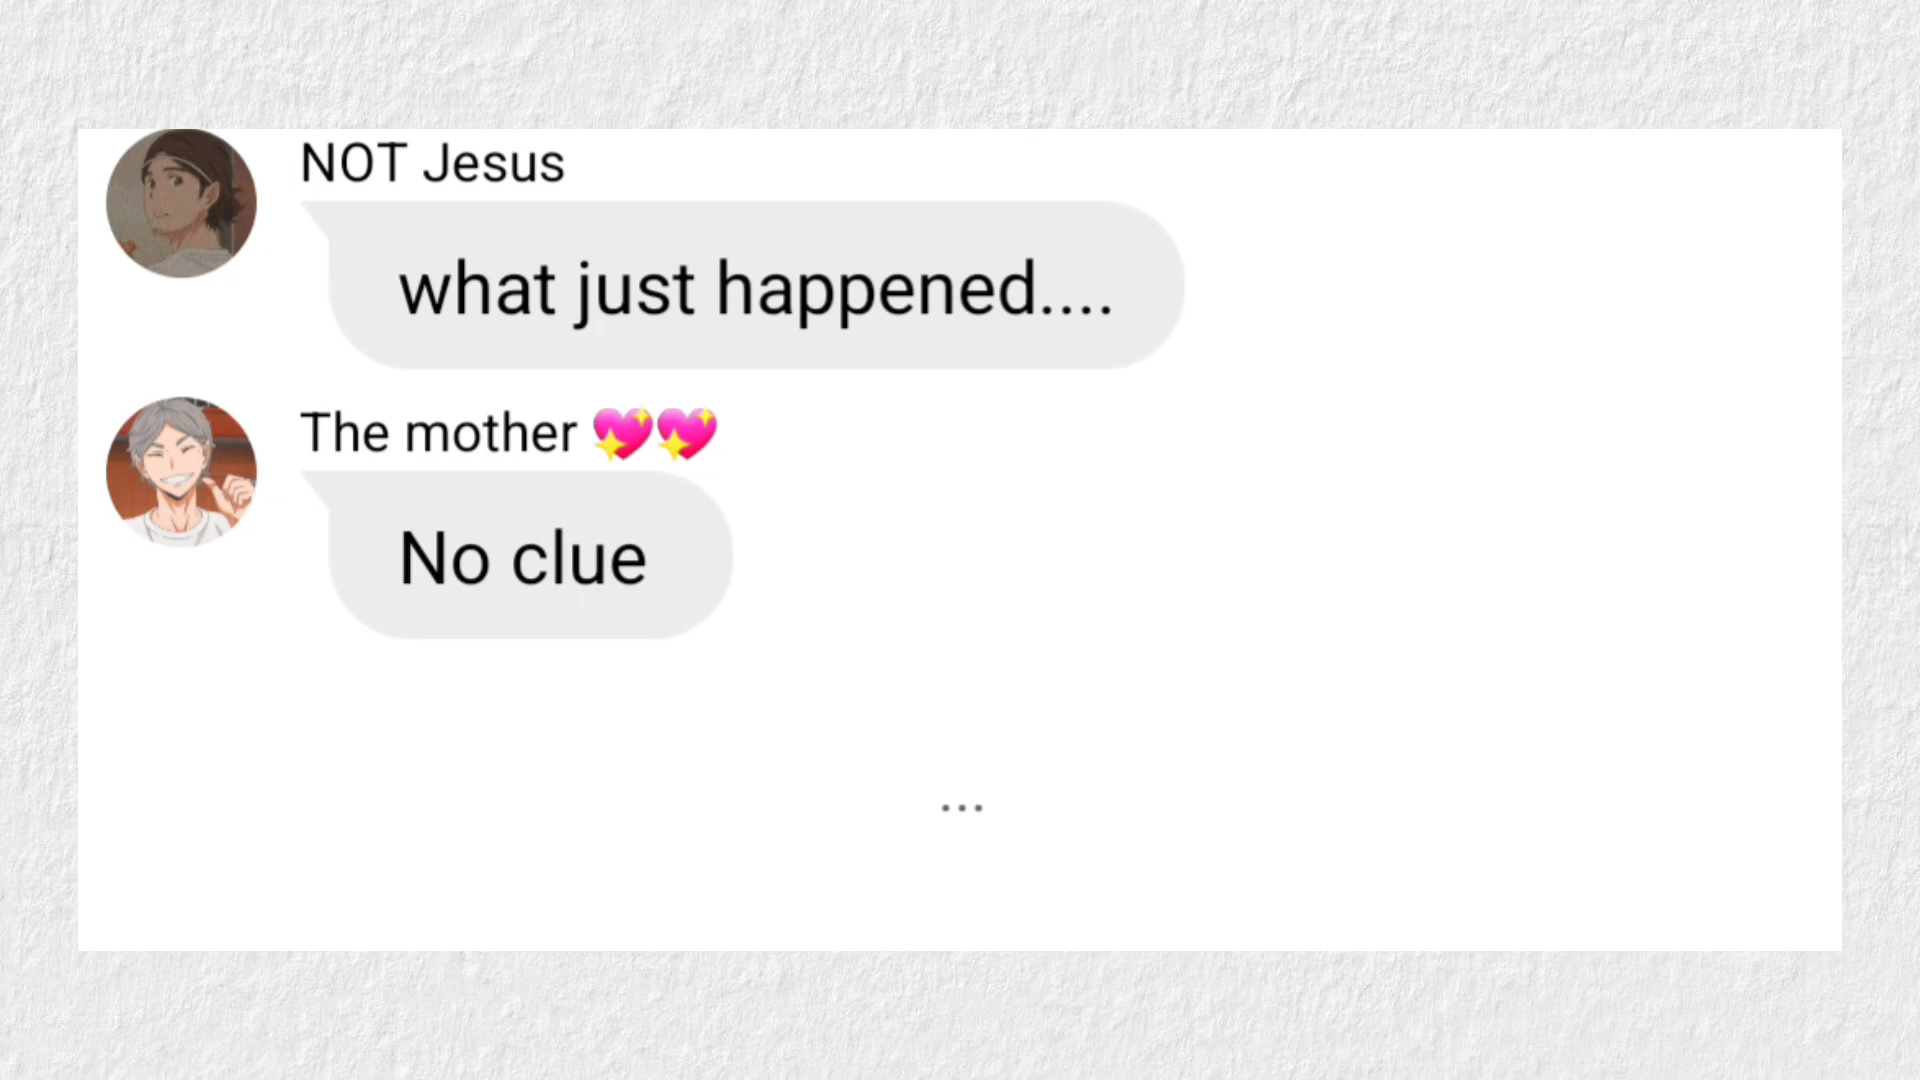 NOT Jesus
what just happened....
The mother 💖💖
No clue
...